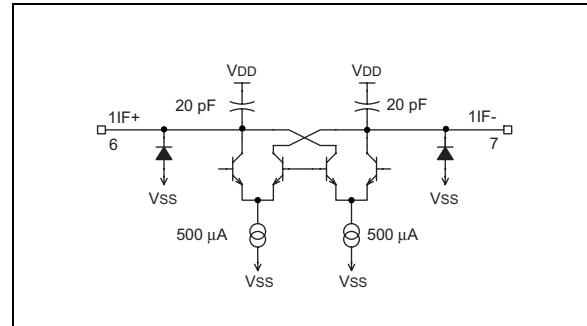 VDD VDD
20 pF 20 pF
1IF+ 1IF-
6 7
VSS VSS
500 µA 500 µA
VSS VSS